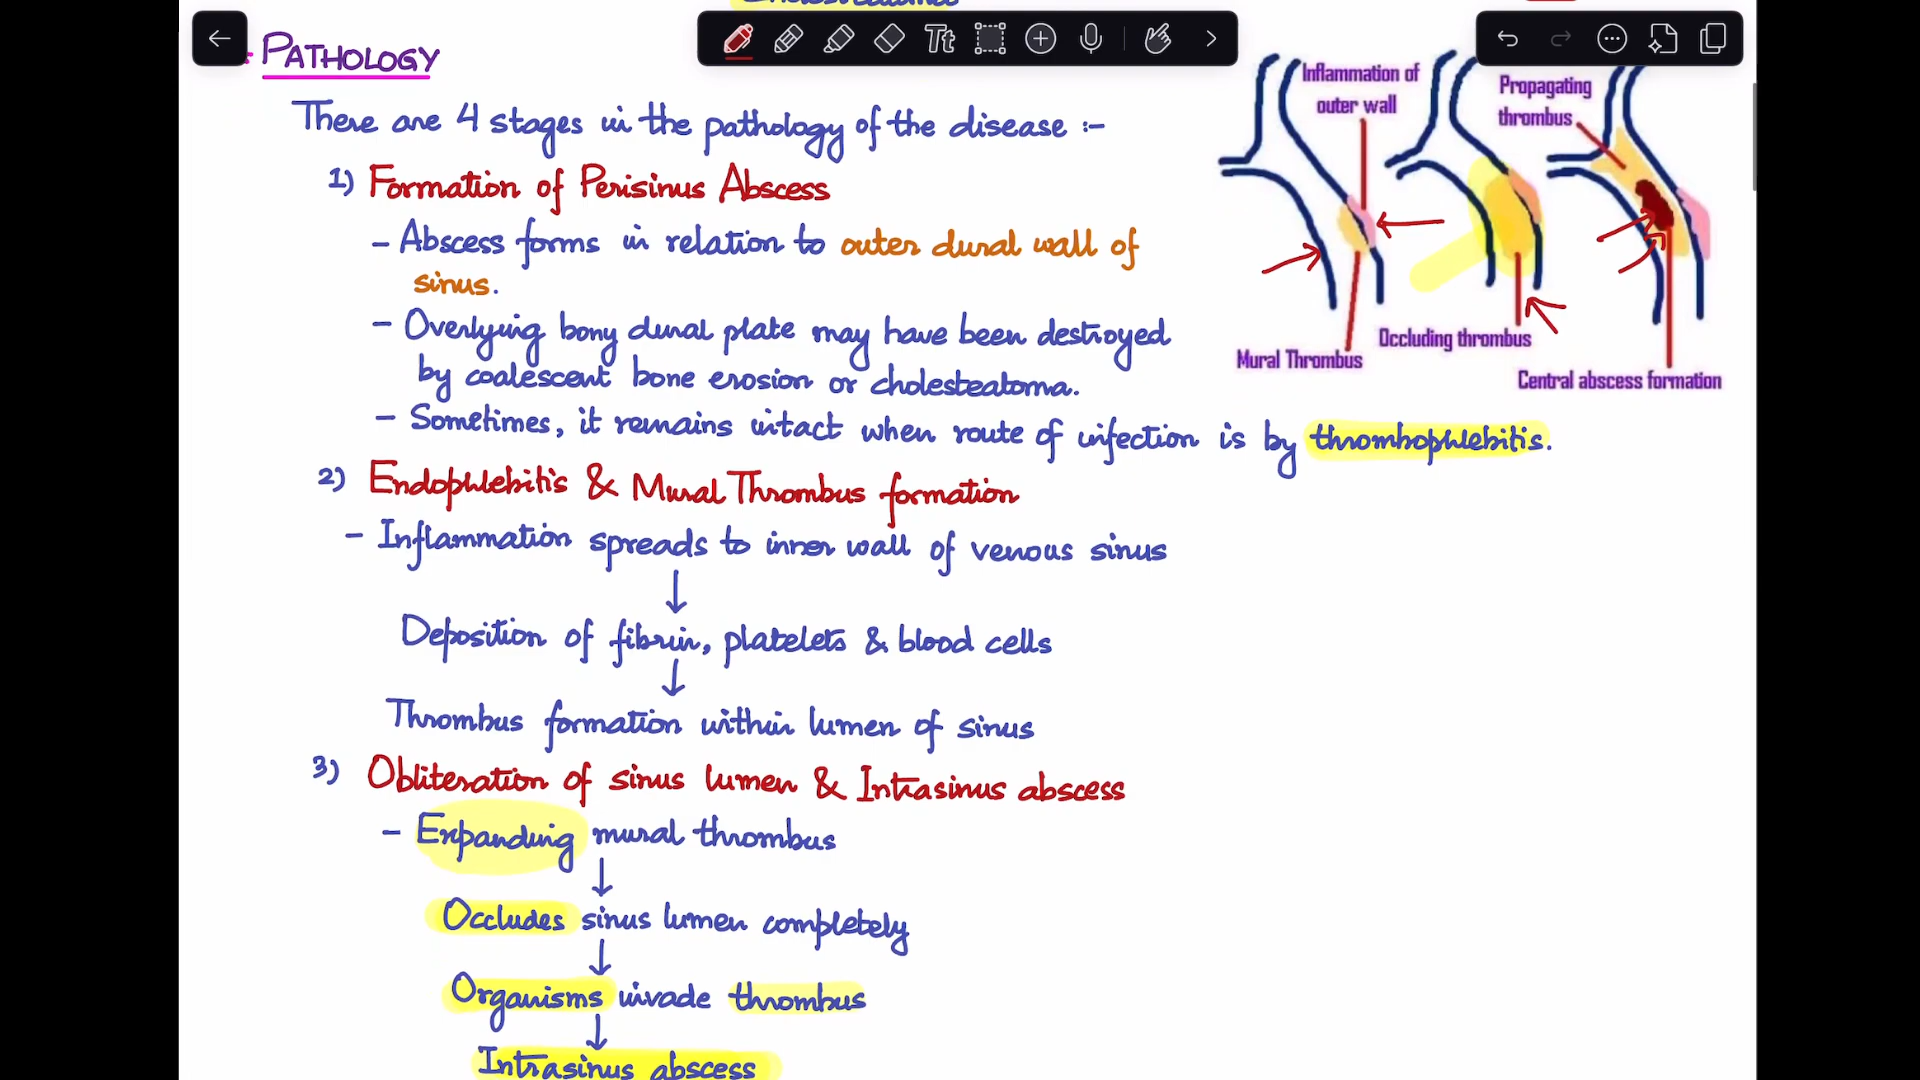 PATHOLOGY
There are 4 stages in the pathology of the disease :-
1) Formation of Perisinus Abscess
- Abscess forms in relation to outer dural wall of
sinus.
- Overlying bony dural plate may have been destroyed
by coalescent bone erosion or cholesteatoma.
- Sometimes, it remains intact when route of infection is by thrombophlebitis.
2) Endophlebitis & Mural Thrombus formation
- Inflammation spreads to inner wall of venous sinus
↓
Deposition of fibrin, platelets & blood cells
↓
Thrombus formation within lumen of sinus
3) Obliteration of sinus lumen & Intrasinus abscess
- Expanding mural thrombus
↓
Occludes sinus lumen completely
↓
Organisms invade thrombus
↓
Intrasinus abscess
Inflammation of
outer wall
Mural Thrombus
Occluding thrombus
Propagating
thrombus
Central abscess formation
Tt